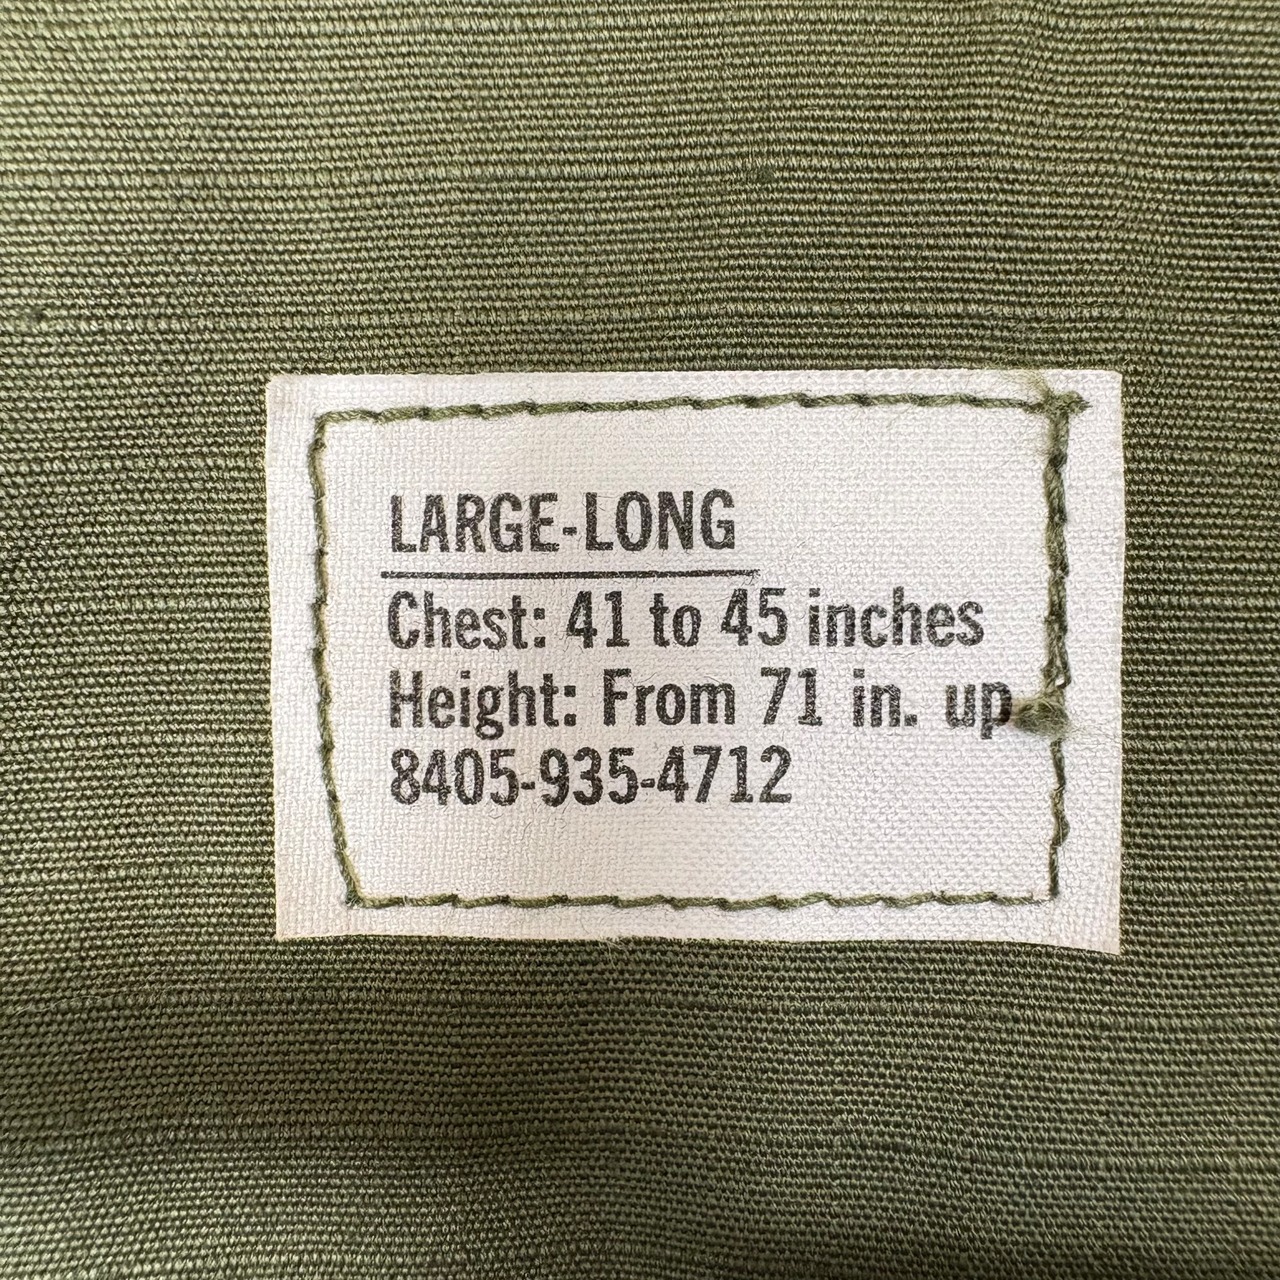 LARGE-LONG
Chest: 41 to 45 inches
Height: From 71 in. up
8405-935-4712